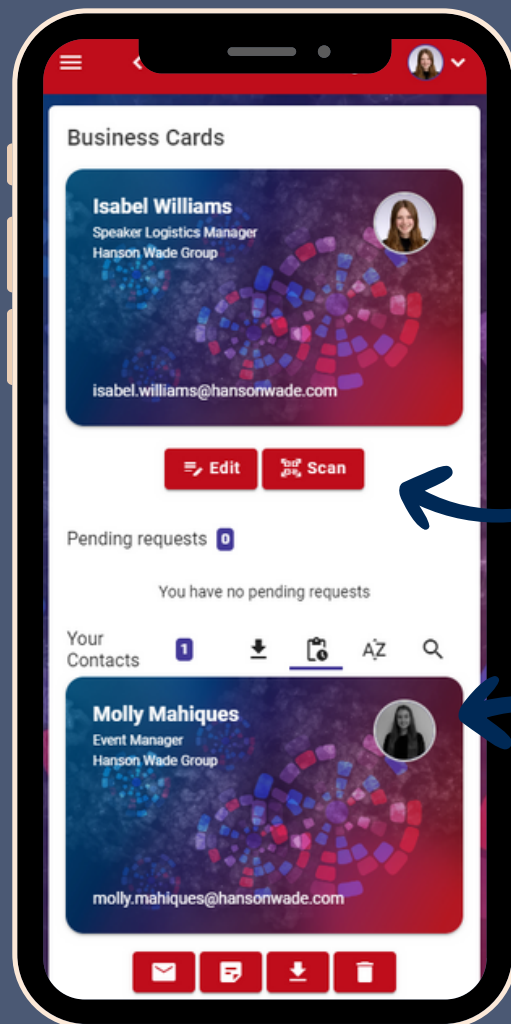 Business Cards
Isabel Williams
Speaker Logistics Manager
Hanson Wade Group
isabel.williams@hansonwade.com
Edit
Scan
Pending requests 0
You have no pending requests
Your
Contacts
1
AZ
Molly Mahiques
Event Manager
Hanson Wade Group
molly.mahiques@hansonwade.com